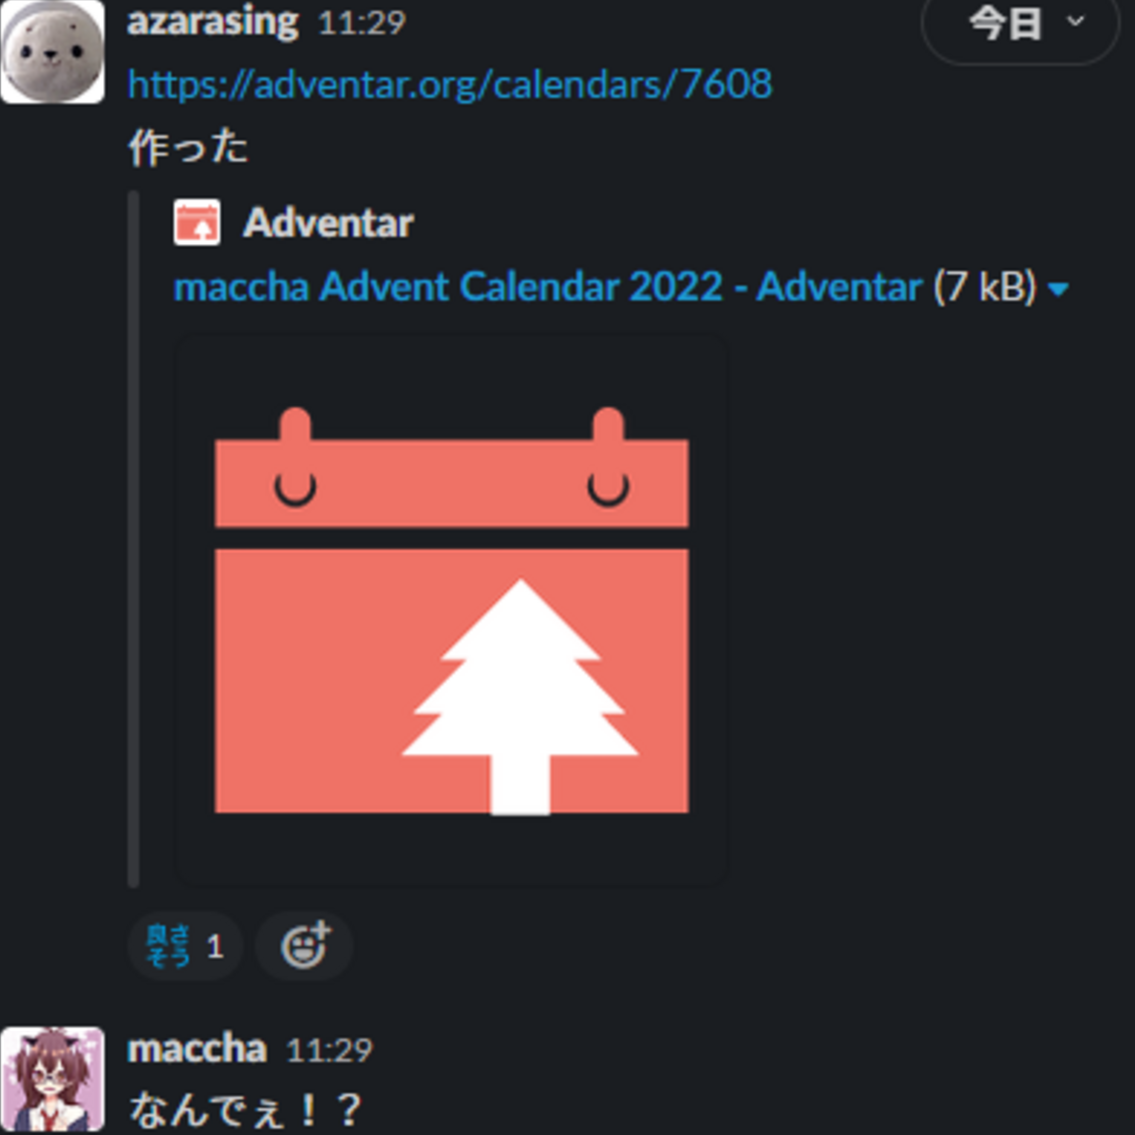 azarasing 11:29
今日
https://adventar.org/calendars/7608
作った
Adventar
maccha Advent Calendar 2022 - Adventar (7 kB)
良さ
そう
1
maccha 11:29
なんでぇ！？